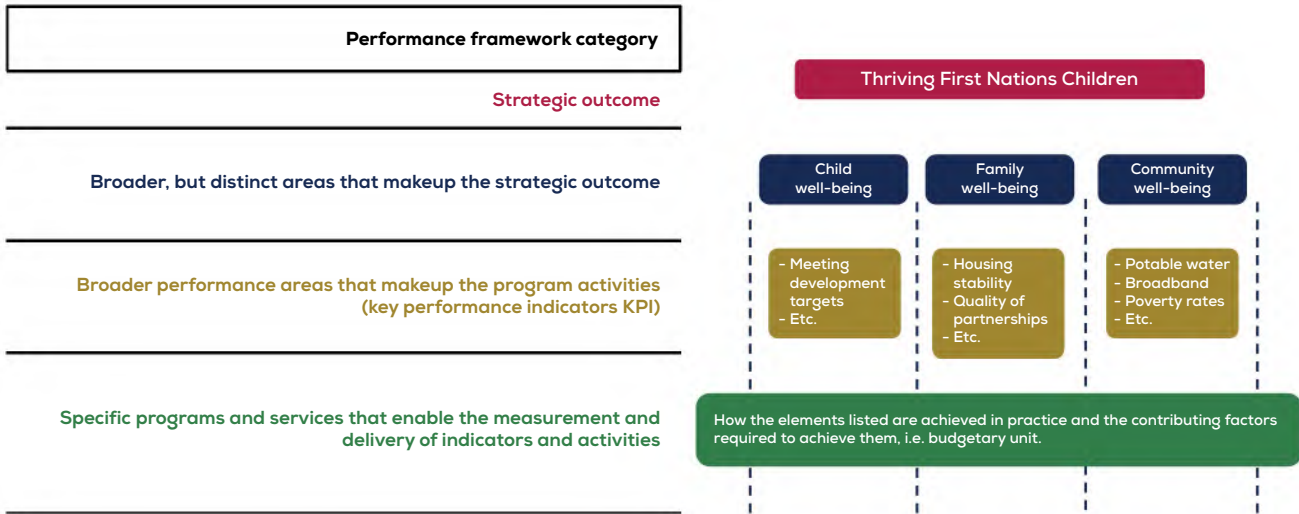 Performance framework category
Thriving First Nations Children
Strategic outcome
Broader, but distinct areas that makeup the strategic outcome
Child
well-being
Family
well-being
Community
well-being
Broader performance areas that makeup the program activities
(key performance indicators KPI)
- Meeting
development
targets
- Etc.
- Housing
stability
- Quality of
partnerships
- Etc.
- Potable water
- Broadband
- Poverty rates
- Etc.
Specific programs and services that enable the measurement and
delivery of indicators and activities
How the elements listed are achieved in practice and the contributing factors
required to achieve them, i.e. budgetary unit.